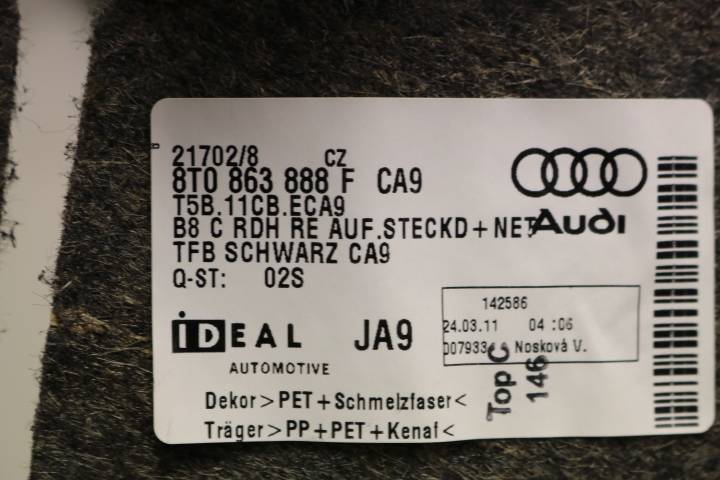 21702/8 CZ
8T0 863 888 F CA9
T5B.11CB.ECA9
B8 C RDH RE AUF.STECKD+NET
Audi
TFB SCHWARZ CA9
Q-ST: 02S
142586
24.03.11 04:06
007933 Nosková V.
IDEAL JA9
AUTOMOTIVE
Top C
146
Dekor>PET+Schmelzfaser<
Träger>PP+PET+Kenaf<